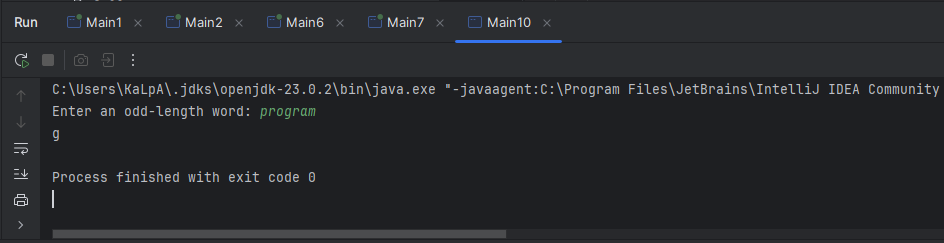 Run Main1 Main2 Main6 Main7 Main10
C:\Users\KaLpA\.jdks\openjdk-23.0.2\bin\java.exe "-javaagent:C:\Program Files\JetBrains\IntelliJ IDEA Community
Enter an odd-length word: program
g
Process finished with exit code 0